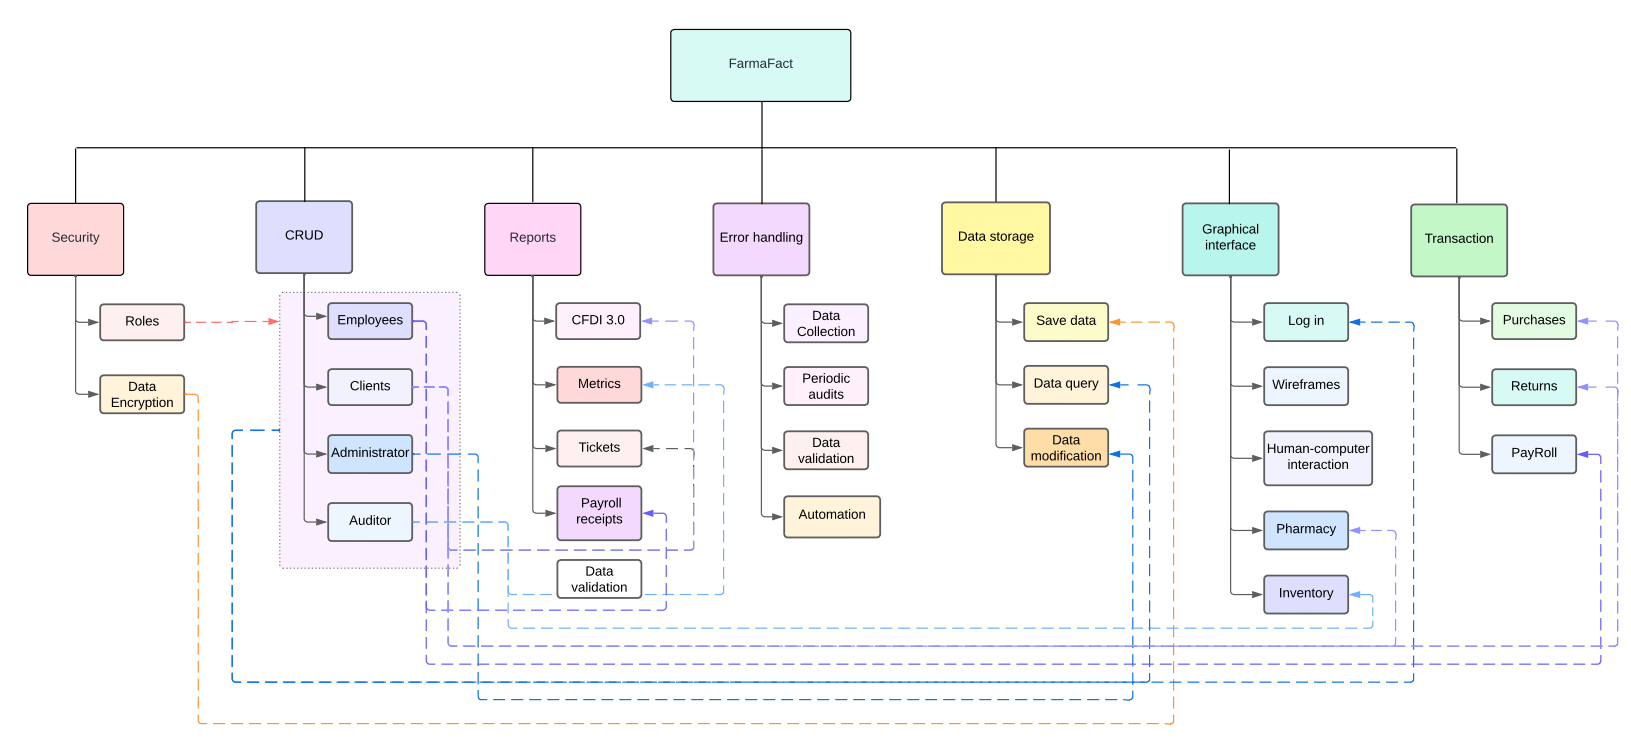 FarmaFact
Security
CRUD
Reports
Error handling
Data storage
Graphical
interface
Transaction
Roles
Data
Encryption
Employees
Clients
Administrator
Auditor
CFDI 3.0
Metrics
Tickets
Payroll
receipts
Data
validation
Data
Collection
Periodic
audits
Data
validation
Automation
Save data
Data query
Data
modification
Log in
Wireframes
Human-computer
interaction
Pharmacy
Inventory
Purchases
Returns
PayRoll